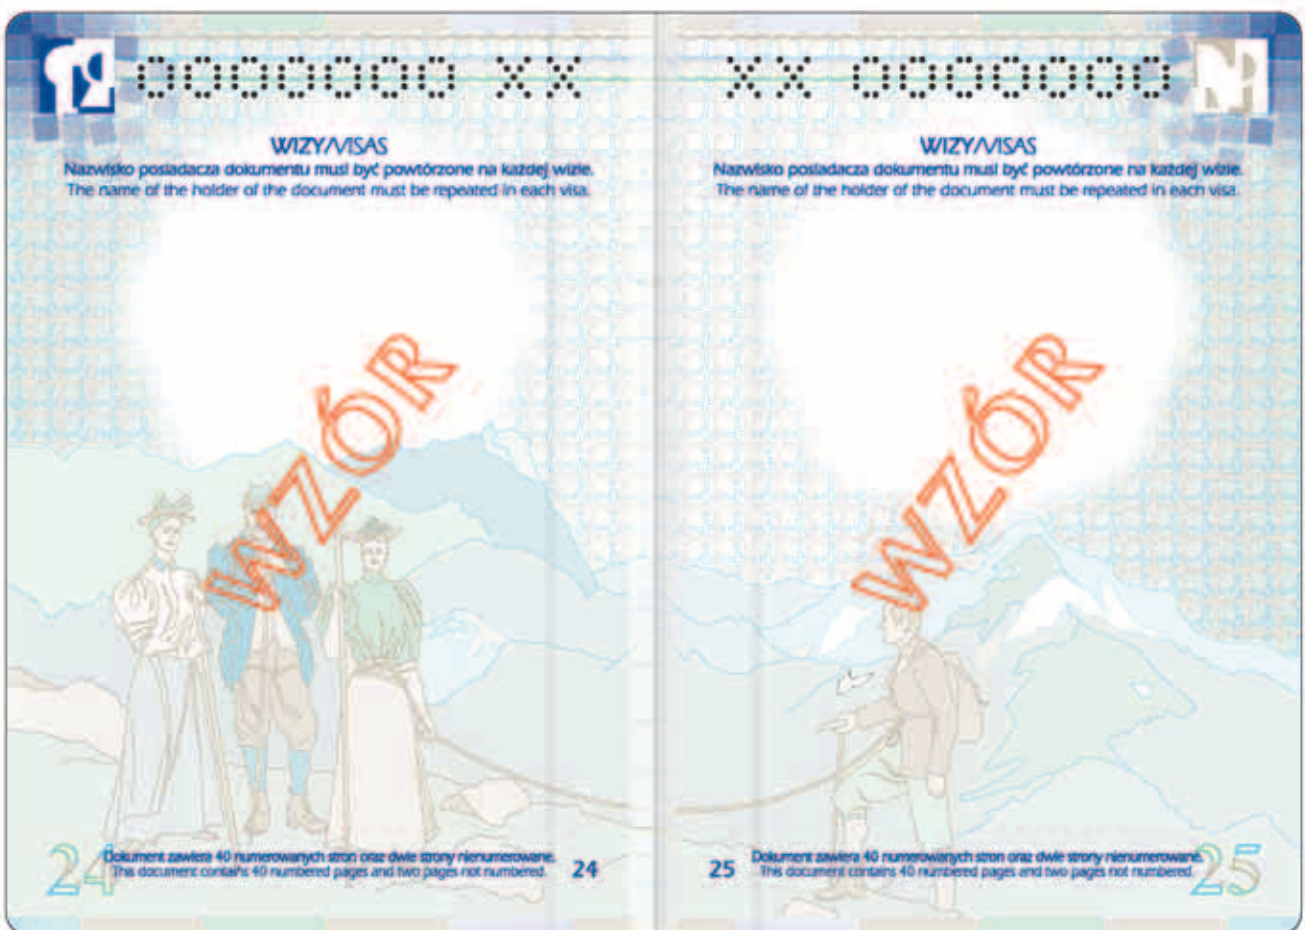 0000000 XX
WIZY/VISAS
Nazwisko posiadacza dokumentu musi być powtórzone na każdej wizie.
The name of the holder of the document must be repeated in each visa.
WZÓR
24
Dokument zawiera 40 numerowanych stron oraz dwie strony nienumerowane.
This document contains 40 numbered pages and two pages not numbered.
24
XX 0000000
WIZY/VISAS
Nazwisko posiadacza dokumentu musi być powtórzone na każdej wizie.
The name of the holder of the document must be repeated in each visa.
WZÓR
25
Dokument zawiera 40 numerowanych stron oraz dwie strony nienumerowane.
This document contains 40 numbered pages and two pages not numbered.
25